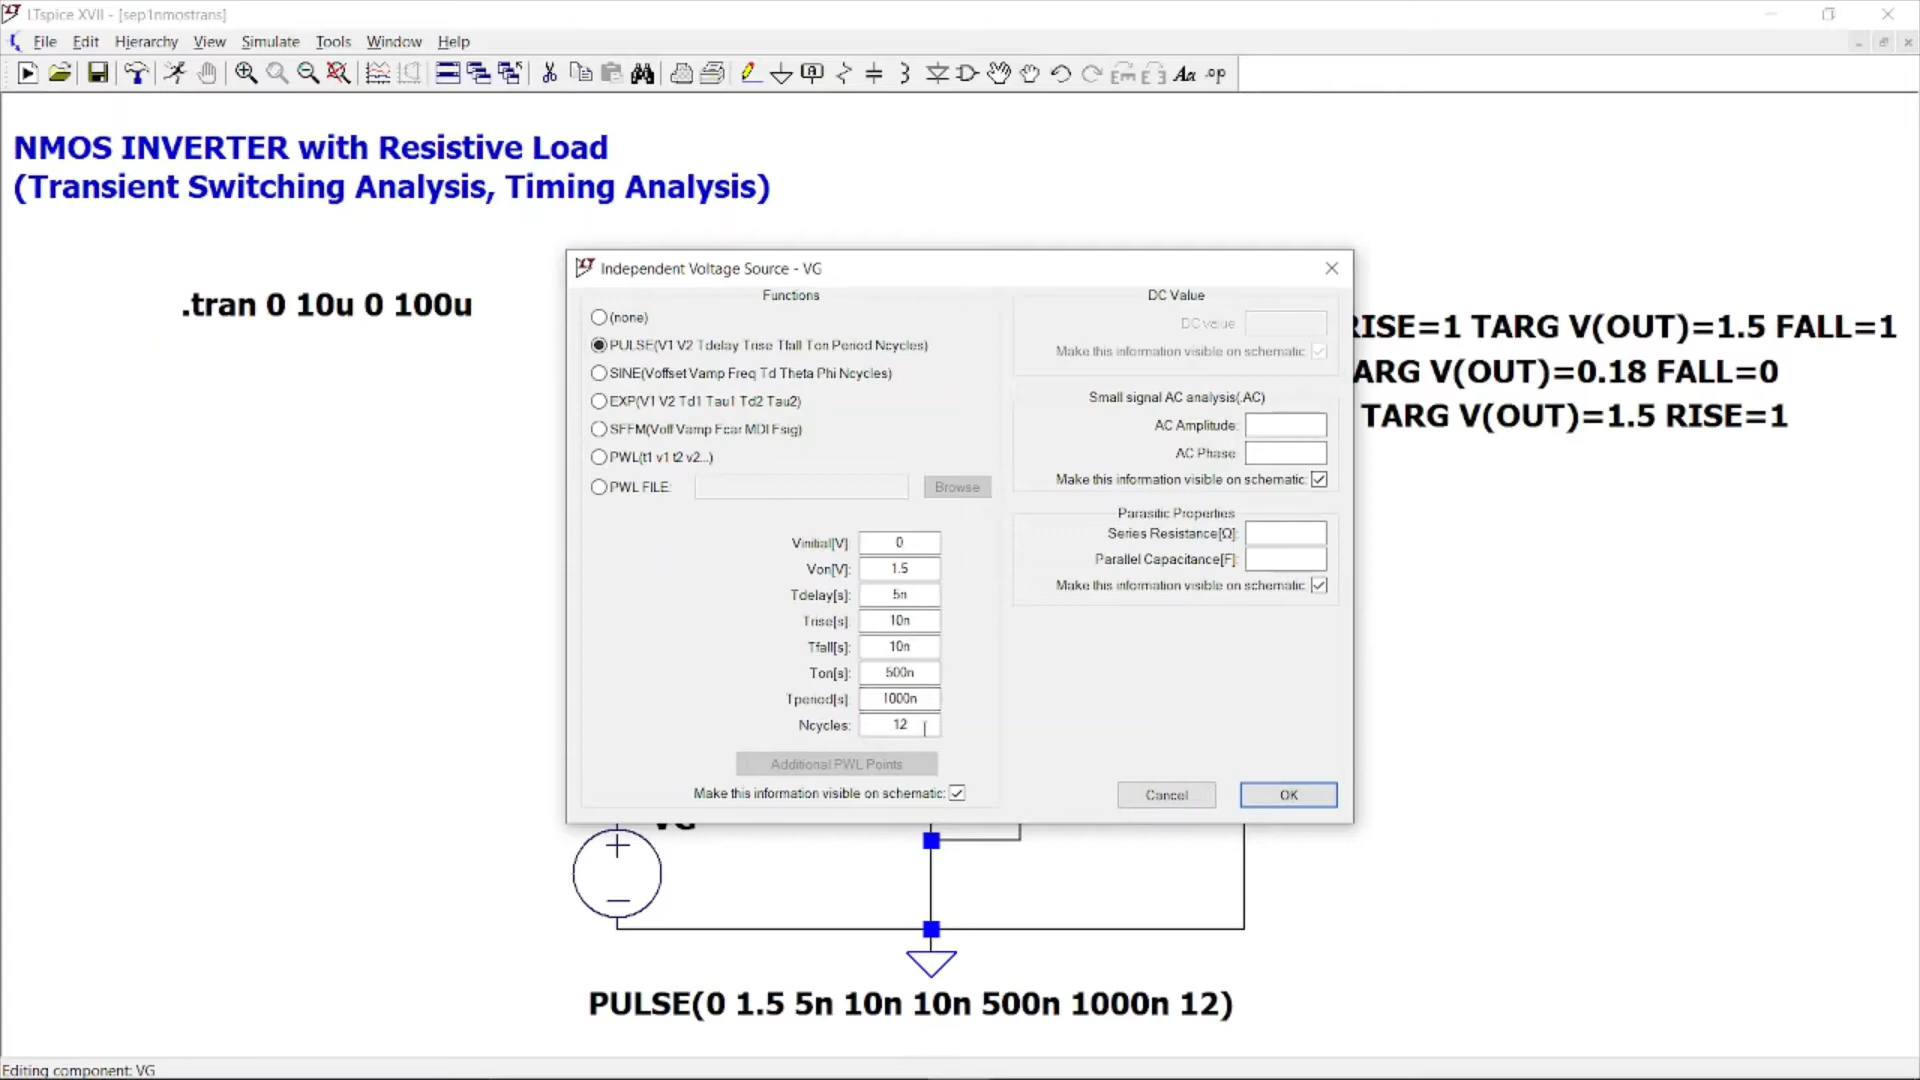 LTspice XVII - [sep1nmostrans]
File Edit Hierarchy View Simulate Tools Window Help
Aa .op
NMOS INVERTER with Resistive Load
(Transient Switching Analysis, Timing Analysis)
.tran 0 10u 0 100u
RISE=1 TARG V(OUT)=1.5 FALL=1
ARG V(OUT)=0.18 FALL=0
TARG V(OUT)=1.5 RISE=1
Independent Voltage Source - VG
Functions
(none)
PULSE(V1 V2 Tdelay Trise Tfall Ton Period Ncycles)
SINE(Voffset Vamp Freq Td Theta Phi Ncycles)
EXP(V1 V2 Td1 Tau1 Td2 Tau2)
SFFM(Voff Vamp Fcar MDI Fsig)
PWL(t1 v1 t2 v2...)
PWL FILE: Browse
Vinitial[V]: 0
Von[V]: 1.5
Tdelay[s]: 5n
Trise[s]: 10n
Tfall[s]: 10n
Ton[s]: 500n
Tperiod[s]: 1000n
Ncycles: 12
Additional PWL Points
Make this information visible on schematic:
DC Value
DC value:
Make this information visible on schematic:
Small signal AC analysis(.AC)
AC Amplitude:
AC Phase:
Make this information visible on schematic:
Parasitic Properties
Series Resistance[Ω]:
Parallel Capacitance[F]:
Make this information visible on schematic:
Cancel OK
VG
PULSE(0 1.5 5n 10n 10n 500n 1000n 12)
Editing component: VG